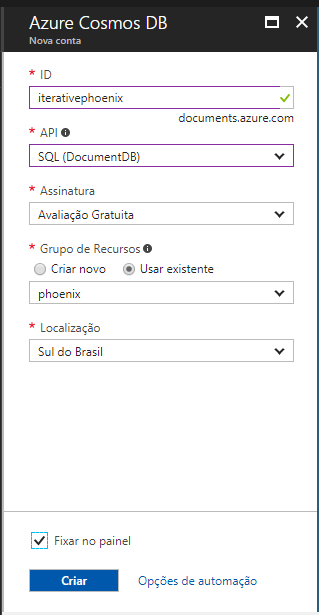 Azure Cosmos DB
Nova conta
* ID
iterativephoenix
documents.azure.com
* API
SQL (DocumentDB)
* Assinatura
Avaliação Gratuita
* Grupo de Recursos
Criar novo Usar existente
phoenix
* Localização
Sul do Brasil
Fixar no painel
Criar Opções de automação